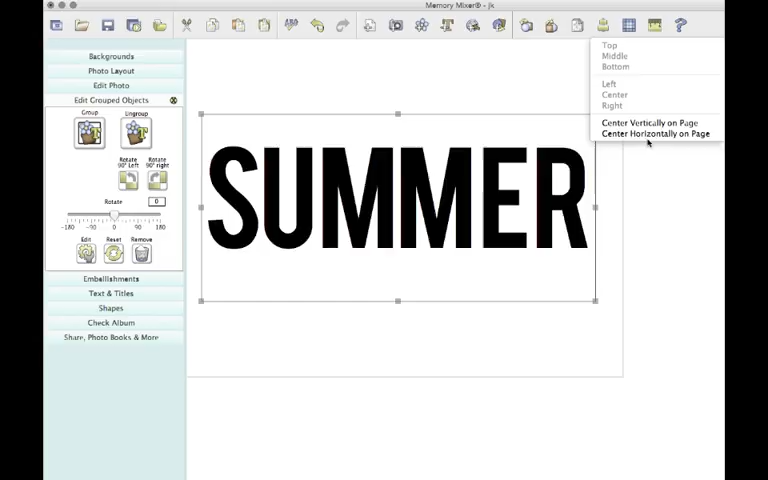 Memory Mixer® - jk
Backgrounds
Photo Layout
Edit Photo
Edit Grouped Objects
Group
Ungroup
Rotate 90° Left
Rotate 90° right
Rotate
0
-180 -90 0 90 180
Edit
Reset
Remove
Embellishments
Text & Titles
Shapes
Check Album
Share, Photo Books & More
SUMMER
Top
Middle
Bottom
Left
Center
Right
Center Vertically on Page
Center Horizontally on Page